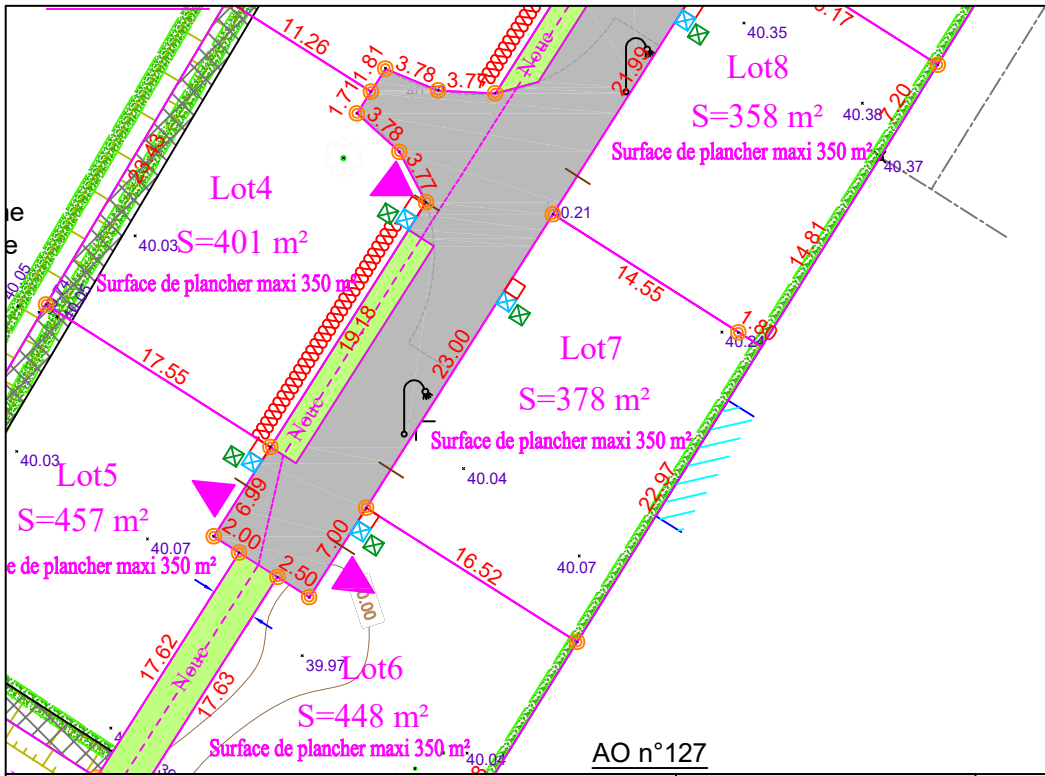 11.26
1.81
3.78
3.77
1.71
3.78
3.77
Noue
21.99
40.35
Lot8
S=358 m²
Surface de plancher maxi 350 m²
40.38
7.20
40.37
23.43
Lot4
S=401 m²
Surface de plancher maxi 350 m²
40.03
40.05
40.21
14.81
14.55
40.24
17.55
19.18
Noue
23.00
Lot7
S=378 m²
Surface de plancher maxi 350 m²
40.04
22.97
40.03
Lot5
S=457 m²
e de plancher maxi 350 m²
40.07
6.99
2.00
2.50
7.00
16.52
40.07
17.62
Noue
17.63
39.97
Lot6
S=448 m²
Surface de plancher maxi 350 m²
40.04
AO n°127